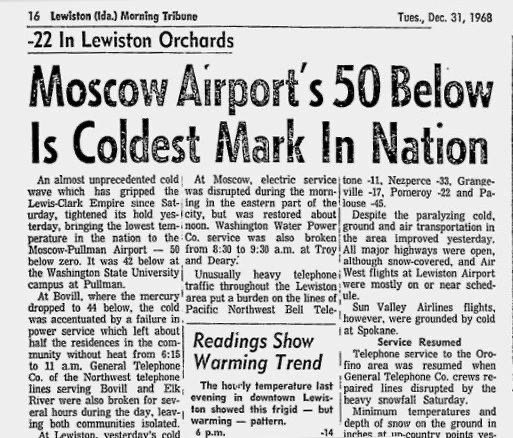 16 Lewiston (Ida.) Morning Tribune
Tues., Dec. 31, 1968
-22 In Lewiston Orchards
Moscow Airport's 50 Below
Is Coldest Mark In Nation
An almost unprecedented cold
wave which has gripped the
Lewis-Clark Empire since Sat-
urday, tightened its hold yes-
terday, bringing the lowest tem-
perature in the nation to the
Moscow-Pullman Airport — 50
below zero. It was 42 below at
the Washington State University
campus at Pullman.
At Bovill, where the mercury
dropped to 44 below, the cold
was accentuated by a failure in
power service which left about
half the residences in the com-
munity without heat from 6:15
to 11 a.m. General Telephone
Co. of the Northwest telephone
lines serving Bovill and Elk
River were also broken for sev-
eral hours during the day, leav-
ing both communities isolated.
At Lewiston, yesterday's cold
At Moscow, electric service
was disrupted during the morn-
ing in the eastern part of the
city, but was restored about
noon. Washington Water Power
Co. service was also broken
from 8:30 to 9:30 a.m. at Troy
and Deary.
Unusually heavy telephone
traffic throughout the Lewiston
area put a burden on the lines of
Pacific Northwest Bell Tele-
Readings Show
Warming Trend
The hourly temperature last
evening in downtown Lewis-
ton showed this frigid — but
warming — pattern.
6 p.m. -14
tone -11, Nezperce -33, Grange-
ville -17, Pomeroy -22 and Pa-
louse -45.
Despite the paralyzing cold,
ground and air transportation in
the area improved yesterday.
All major highways were open,
although snow-covered, and Air
West flights at Lewiston Airport
were mostly on or near sched-
ule.
Sun Valley Airlines flights,
however, were grounded by cold
at Spokane.
Service Resumed
Telephone service to the Oro-
fino area was resumed when
General Telephone Co. crews re-
paired lines disrupted by the
heavy snowfall Saturday.
Minimum temperatures and
depth of snow on the ground in
inches at up-country points yes-